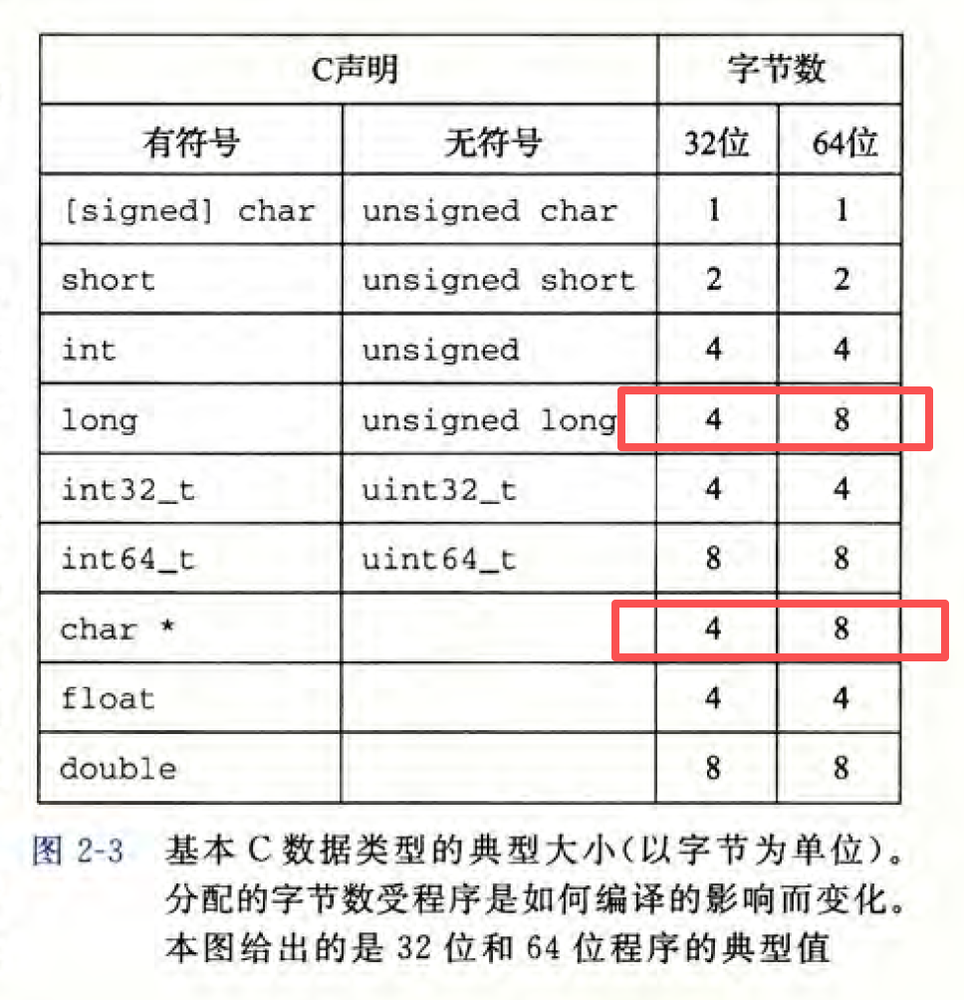 C声明 字节数
有符号 无符号 32位 64位
[signed] char unsigned char 1 1
short unsigned short 2 2
int unsigned 4 4
long unsigned long 4 8
int32_t uint32_t 4 4
int64_t uint64_t 8 8
char * 4 8
float 4 4
double 8 8
图 2-3 基本 C 数据类型的典型大小(以字节为单位)。
分配的字节数受程序是如何编译的影响而变化。
本图给出的是 32 位和 64 位程序的典型值